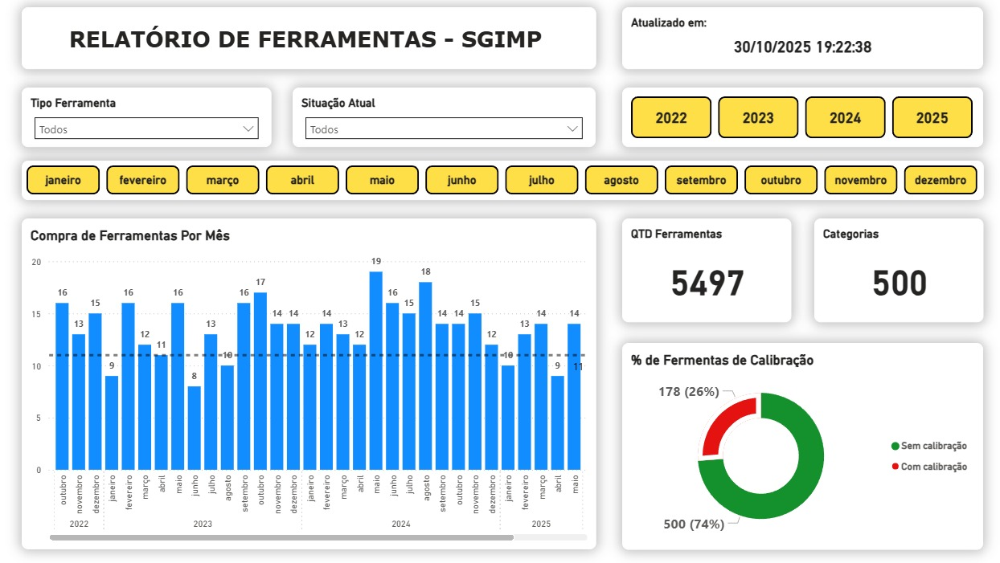 RELATÓRIO DE FERRAMENTAS - SGIMP
Atualizado em:
30/10/2025 19:22:38
Tipo Ferramenta
Todos
Situação Atual
Todos
2022 2023 2024 2025
janeiro fevereiro março abril maio junho julho agosto setembro outubro novembro dezembro
Compra de Ferramentas Por Mês
20
15
10
5
0
16 13 15 9 16 12 11 16 8 13 10 16 17 14 14 12 14 13 12 19 16 15 18 14 14 15 12 10 13 14 9 14
11
outubro novembro dezembro janeiro fevereiro março abril maio junho julho agosto setembro outubro novembro dezembro janeiro fevereiro março abril maio junho julho agosto setembro outubro novembro dezembro janeiro fevereiro março abril maio
2022 2023 2024 2025
QTD Ferramentas
5497
Categorias
500
% de Fermentas de Calibração
178 (26%)
500 (74%)
Sem calibração
Com calibração